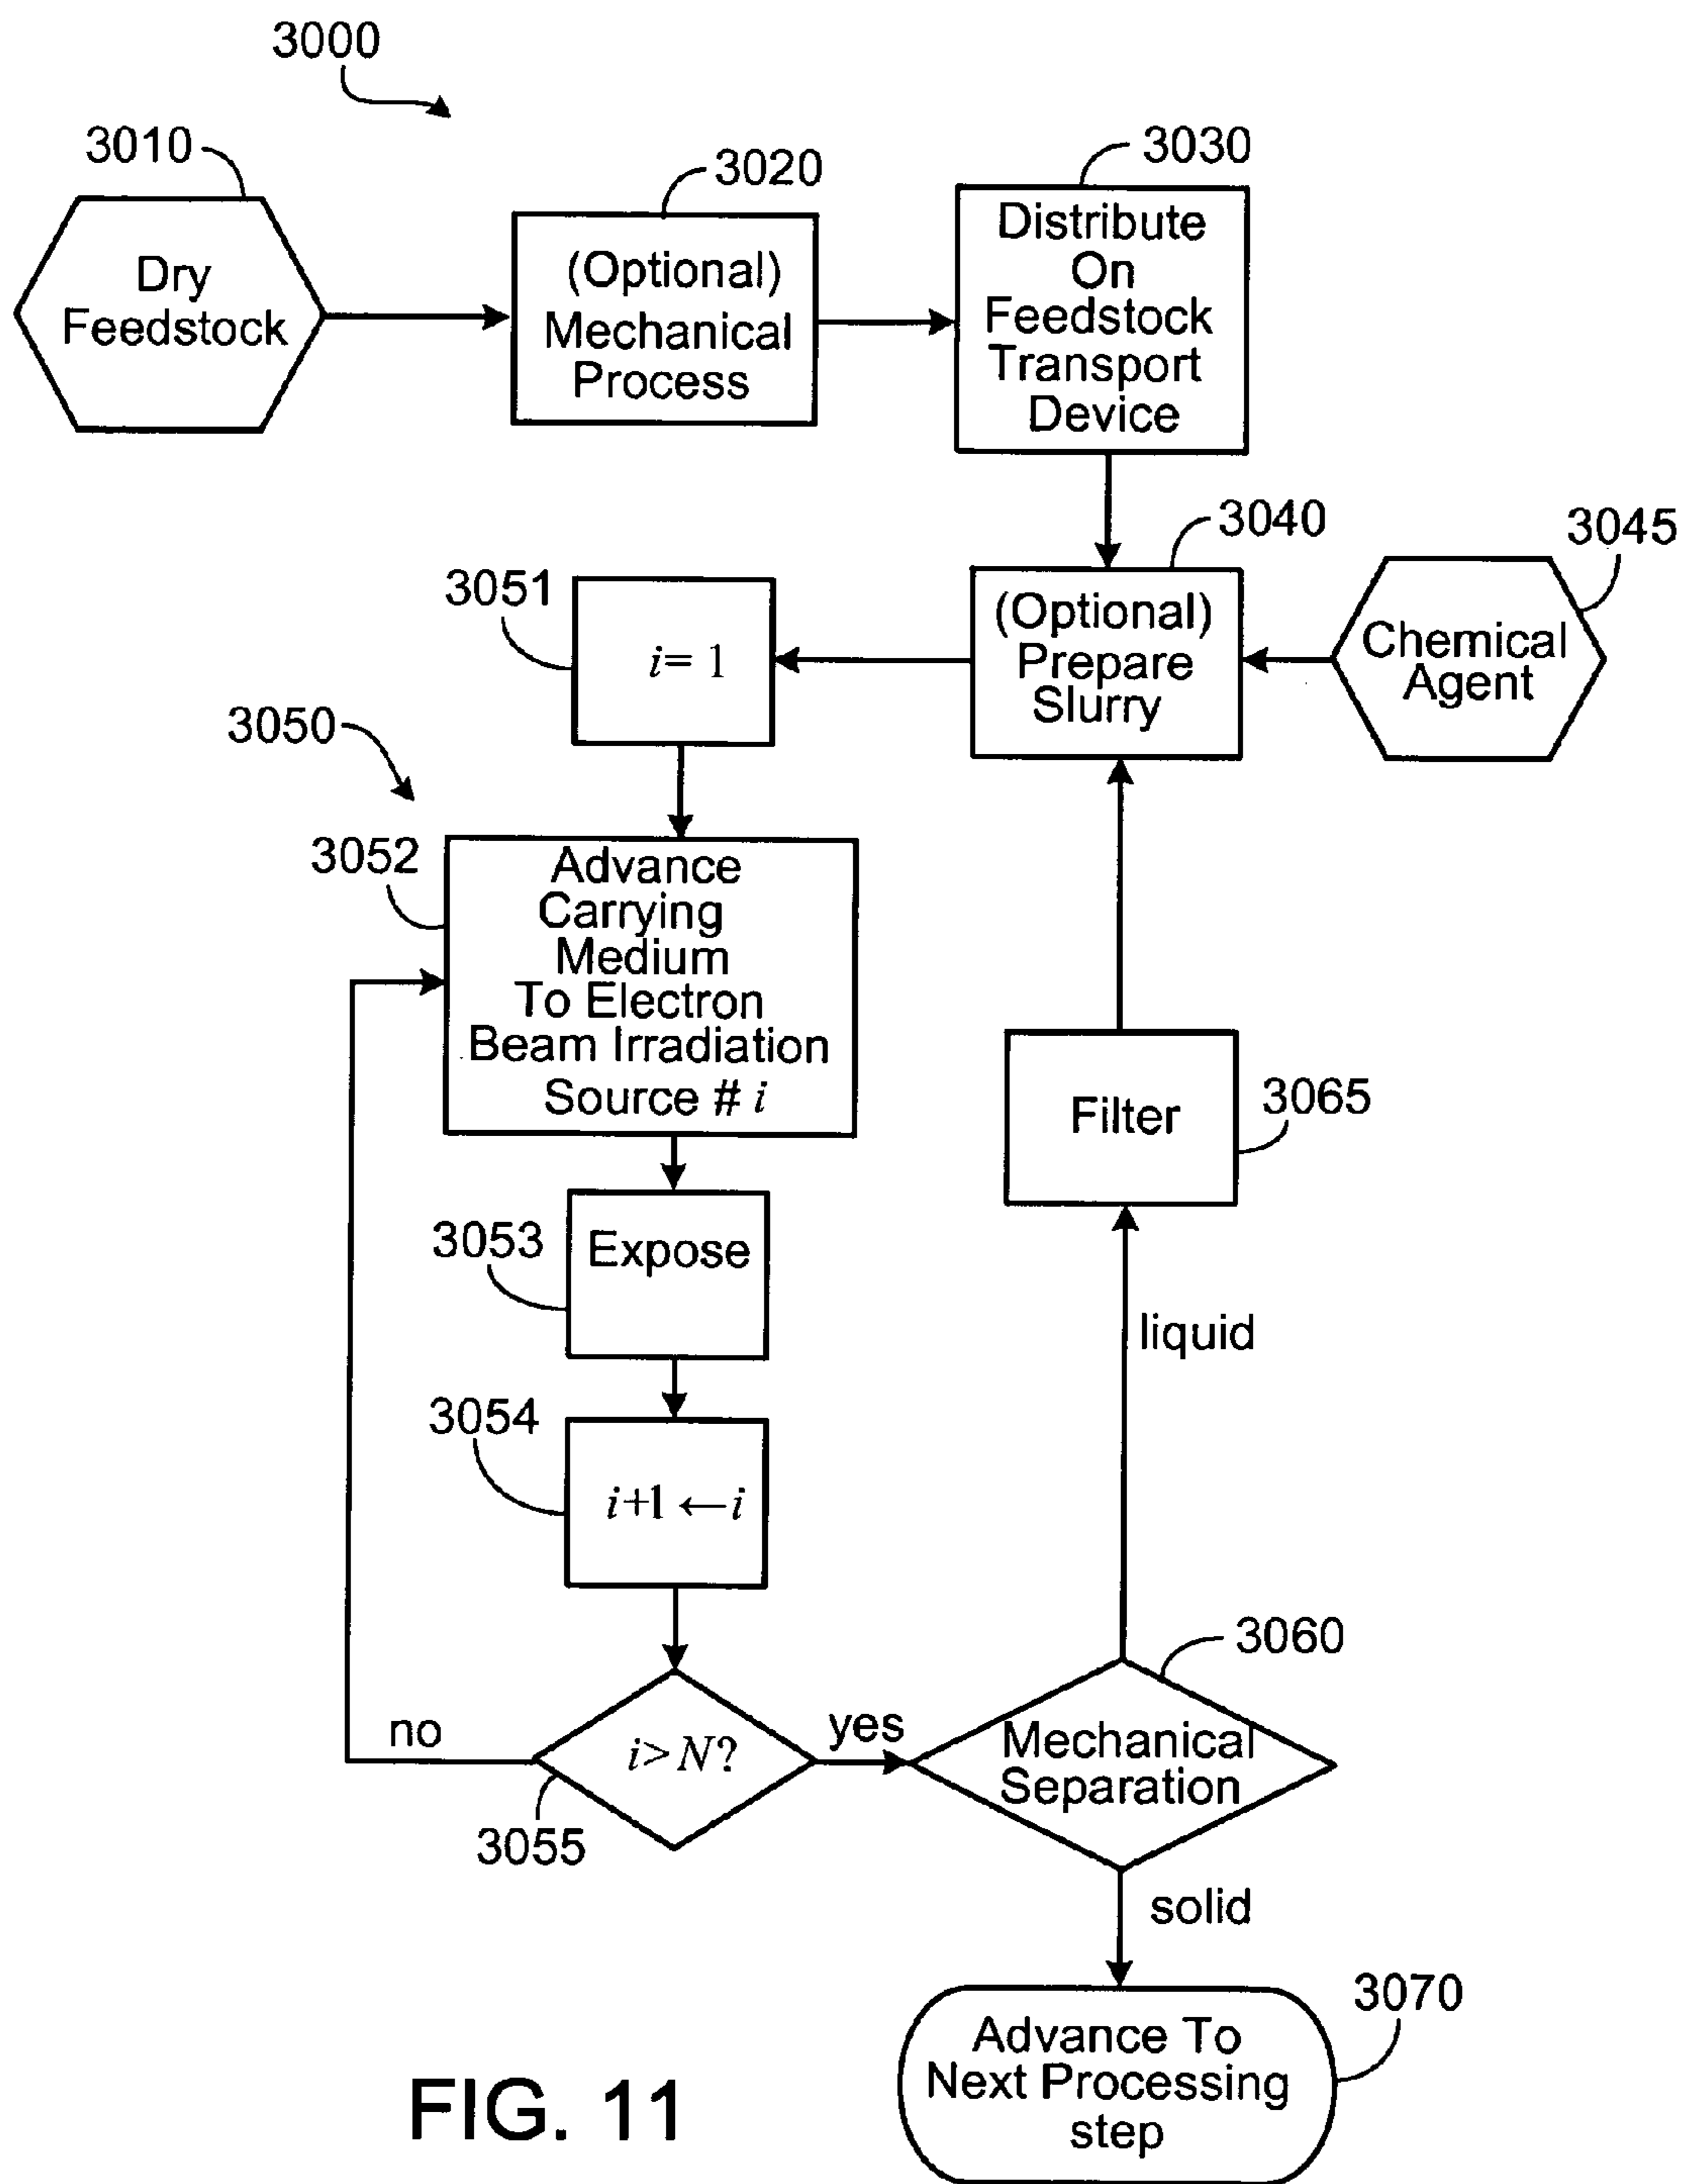 3000
3010
3020
3030
Dry
Feedstock
(Optional)
Mechanical
Process
Distribute
On
Feedstock
Transport
Device
3040
3045
3051
i= 1
(Optional)
Prepare
Slurry
Chemical
Agent
3050
3052
Advance
Carrying
Medium
To Electron
Beam Irradiation
Source # i
Filter
3065
3053
Expose
liquid
3054
i+1 ←i
3060
no
i> N?
yes
Mechanical
Separation
3055
solid
3070
Advance To
Next Processing
step
FIG. 11